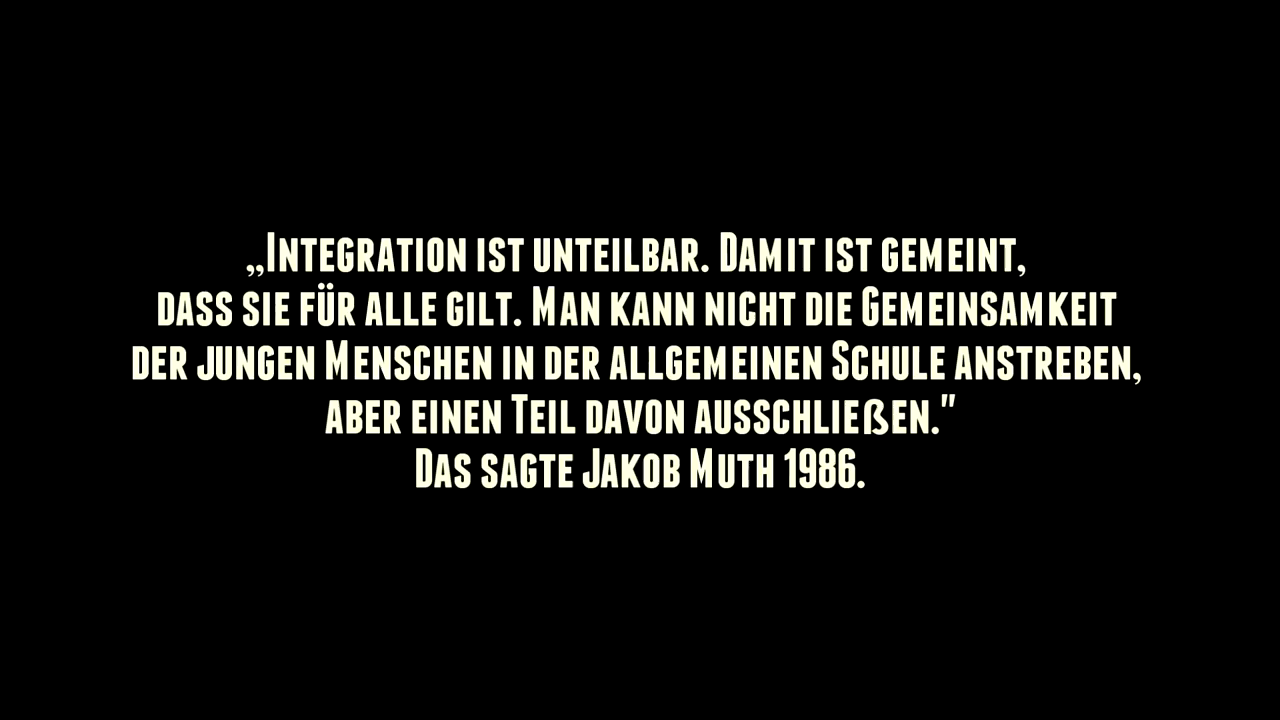 „Integration ist unteilbar. Damit ist gemeint,
dass sie für alle gilt. Man kann nicht die Gemeinsamkeit
der jungen Menschen in der allgemeinen Schule anstreben,
aber einen Teil davon ausschließen."
Das sagte Jakob Muth 1986.